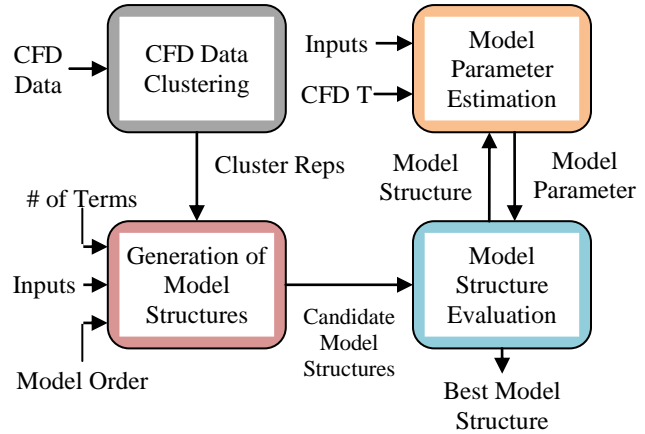 CFD
Data
CFD Data
Clustering
Inputs
CFD T
Model
Parameter
Estimation
Cluster Reps
Model
Structure
Model
Parameter
# of Terms
Inputs
Model Order
Generation of
Model
Structures
Candidate
Model
Structures
Model
Structure
Evaluation
Best Model
Structure